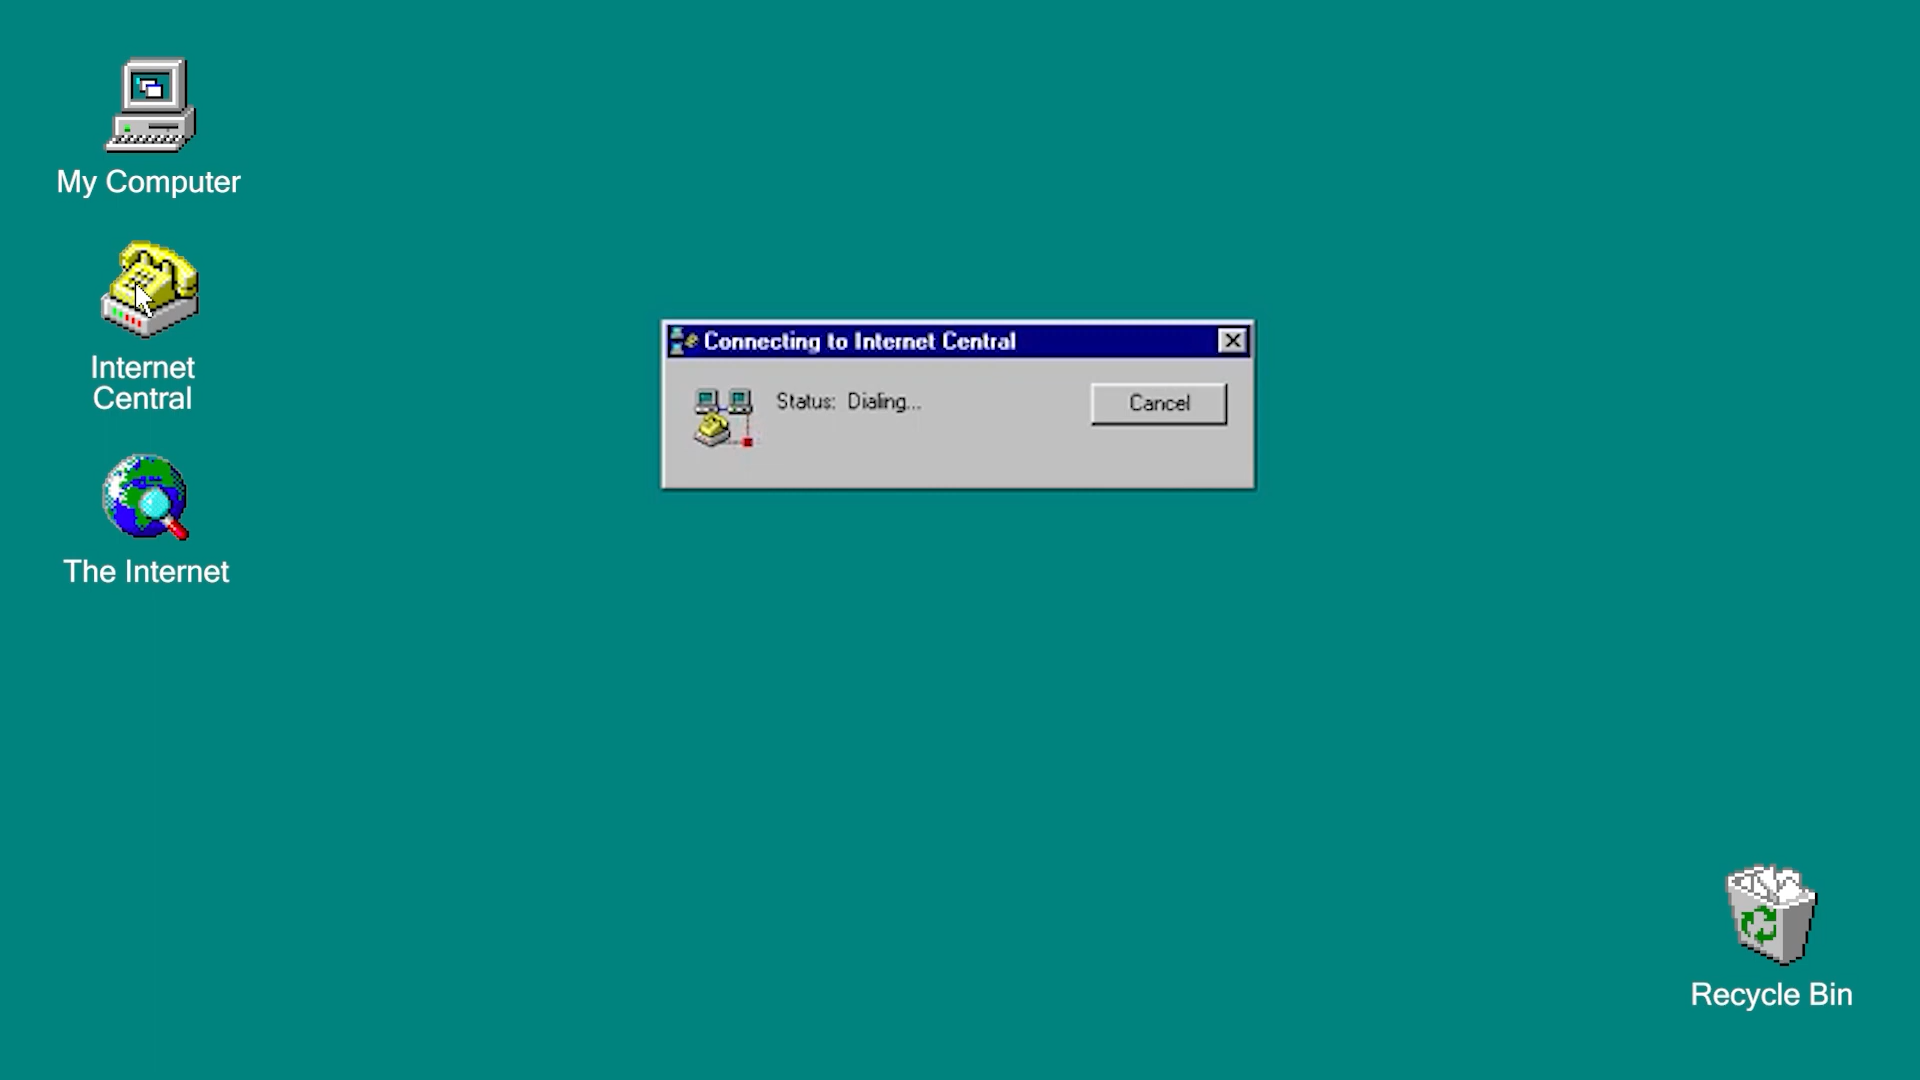 My Computer
Internet
Central
The Internet
Connecting to Internet Central
Status: Dialing...
Cancel
Recycle Bin